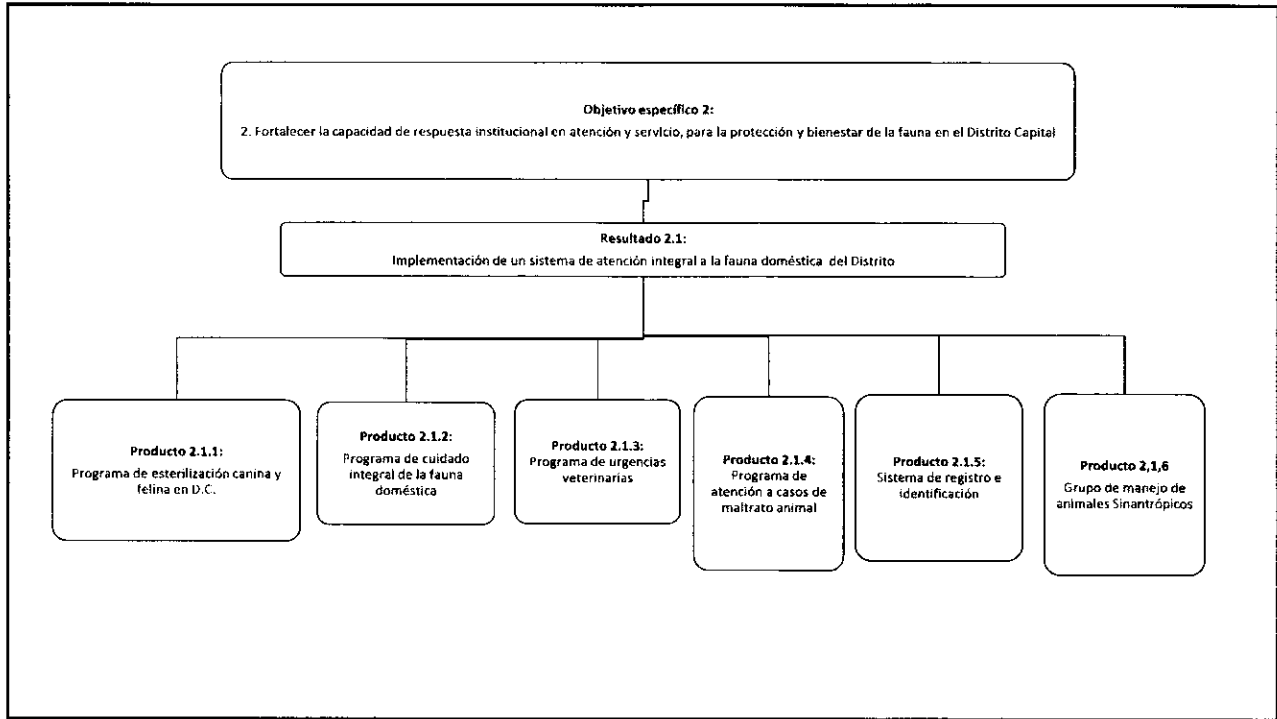 Objetivo específico 2:
2. Fortalecer la capacidad de respuesta institucional en atención y servicio, para la protección y bienestar de la fauna en el Distrito Capital
Resultado 2.1:
Implementación de un sistema de atención integral a la fauna doméstica del Distrito
Producto 2.1.1:
Programa de esterilización canina y
felina en D.C.
Producto 2.1.2:
Programa de cuidado
integral de la fauna
doméstica
Producto 2.1.3:
Programa de urgencias
veterinarias
Producto 2.1.4:
Programa de
atención a casos de
maltrato animal
Producto 2.1.5:
Sistema de registro e
identificación
Producto 2,1,6
Grupo de manejo de
animales Sinantrópicos